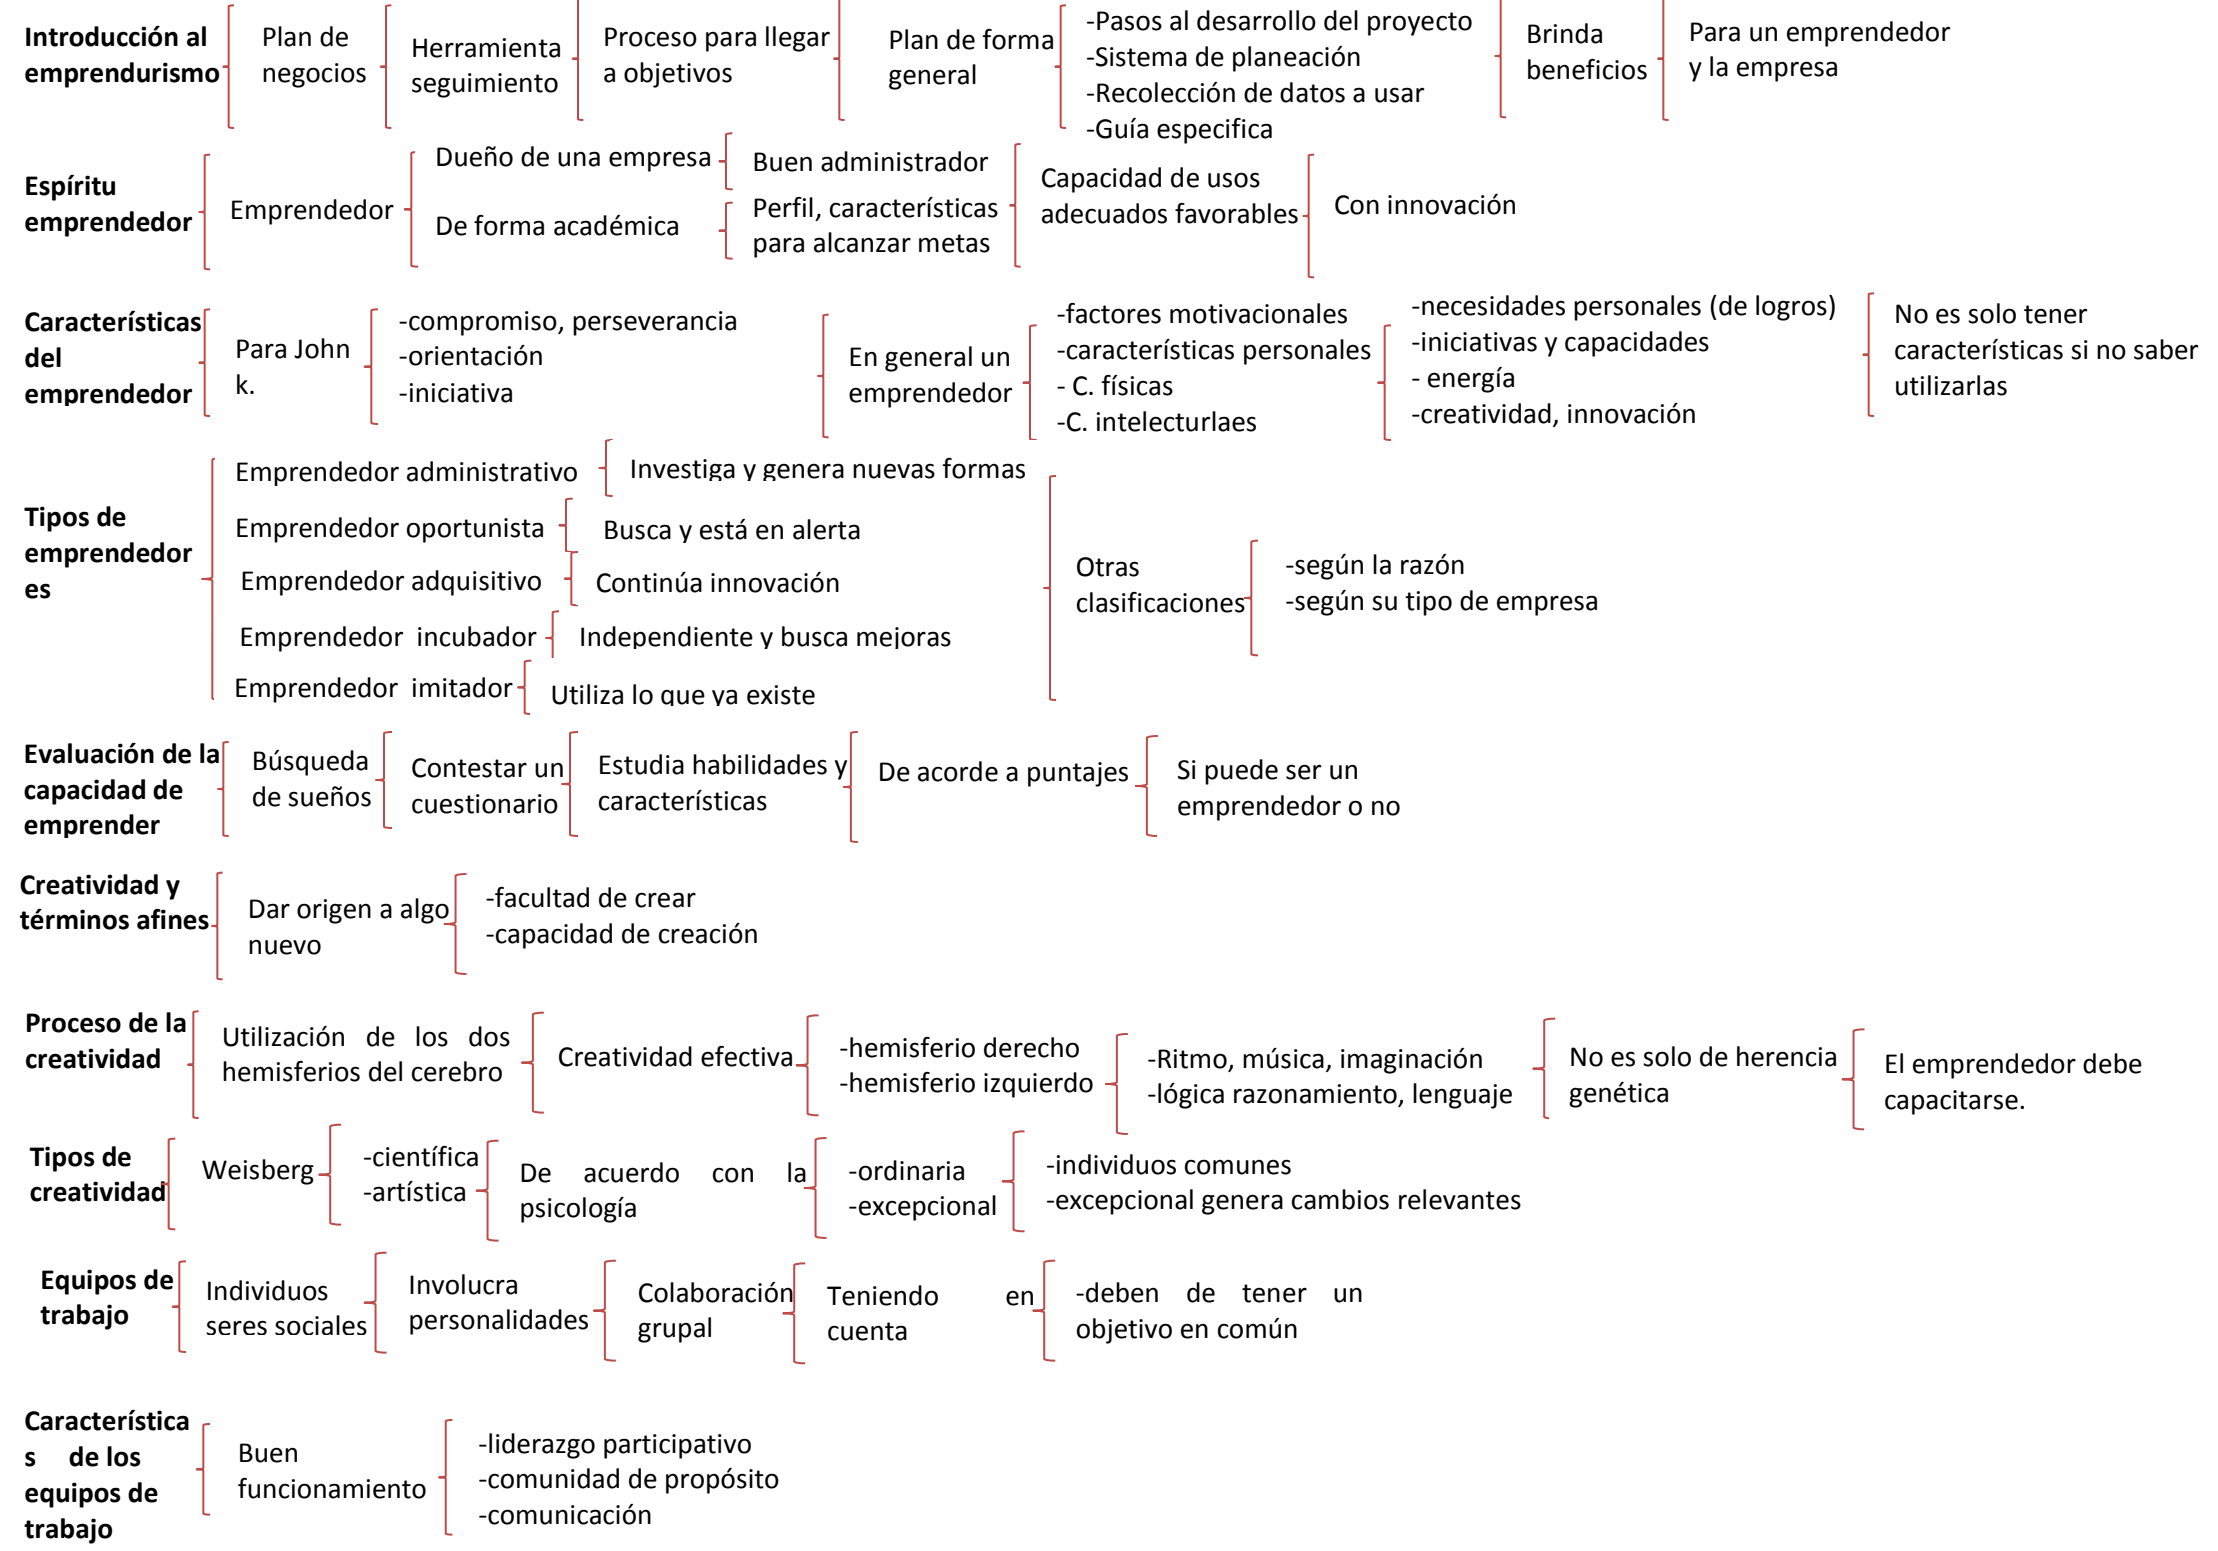 Introducción al
emprendurismo
Plan de
negocios
Herramienta
seguimiento
Proceso para llegar
a objetivos
Plan de forma
general
-Pasos al desarrollo del proyecto
-Sistema de planeación
-Recolección de datos a usar
-Guía especifica
Brinda
beneficios
Para un emprendedor
y la empresa
Espíritu
emprendedor
Emprendedor
Dueño de una empresa
De forma académica
Buen administrador
Perfil, características
para alcanzar metas
Capacidad de usos
adecuados favorables
Con innovación
Características
del
emprendedor
Para John
k.
-compromiso, perseverancia
-orientación
-iniciativa
En general un
emprendedor
-factores motivacionales
-características personales
- C. físicas
-C. intelecturlaes
-necesidades personales (de logros)
-iniciativas y capacidades
- energía
-creatividad, innovación
No es solo tener
características si no saber
utilizarlas
Tipos de
emprendedor
es
Emprendedor administrativo
Investiga y genera nuevas formas
Emprendedor oportunista
Busca y está en alerta
Emprendedor adquisitivo
Continúa innovación
Emprendedor incubador
Independiente y busca mejoras
Emprendedor imitador
Utiliza lo que ya existe
Otras
clasificaciones
-según la razón
-según su tipo de empresa
Evaluación de la
capacidad de
emprender
Búsqueda
de sueños
Contestar un
cuestionario
Estudia habilidades y
características
De acorde a puntajes
Si puede ser un
emprendedor o no
Creatividad y
términos afines
Dar origen a algo
nuevo
-facultad de crear
-capacidad de creación
Proceso de la
creatividad
Utilización de los dos
hemisferios del cerebro
Creatividad efectiva
-hemisferio derecho
-hemisferio izquierdo
-Ritmo, música, imaginación
-lógica razonamiento, lenguaje
No es solo de herencia
genética
El emprendedor debe
capacitarse.
Tipos de
creatividad
Weisberg
-científica
-artística
De acuerdo con la
psicología
-ordinaria
-excepcional
-individuos comunes
-excepcional genera cambios relevantes
Equipos de
trabajo
Individuos
seres sociales
Involucra
personalidades
Colaboración
grupal
Teniendo en
cuenta
-deben de tener un
objetivo en común
Característica
s de los
equipos de
trabajo
Buen
funcionamiento
-liderazgo participativo
-comunidad de propósito
-comunicación